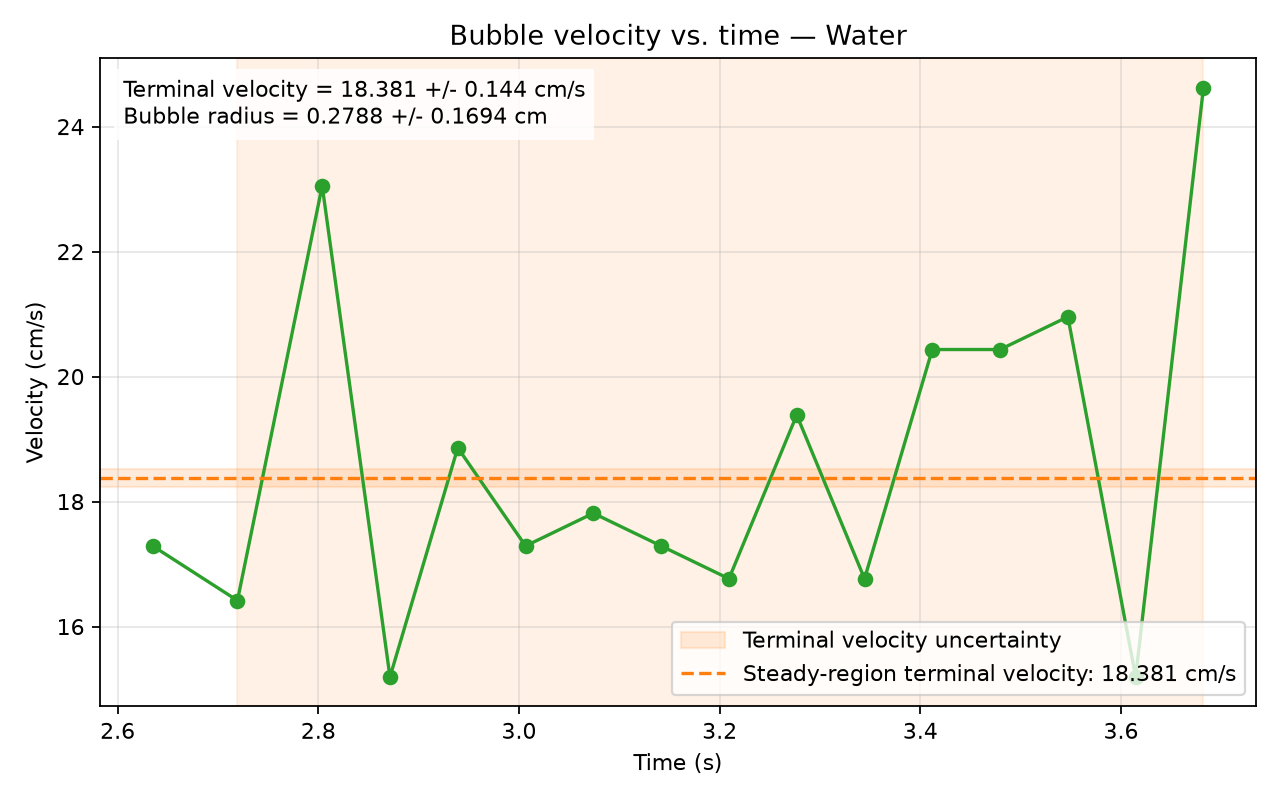 Bubble velocity vs. time — Water
Terminal velocity = 18.381 +/- 0.144 cm/s
Bubble radius = 0.2788 +/- 0.1694 cm
Velocity (cm/s)
24
22
20
18
16
Terminal velocity uncertainty
Steady-region terminal velocity: 18.381 cm/s
2.6 2.8 3.0 3.2 3.4 3.6
Time (s)